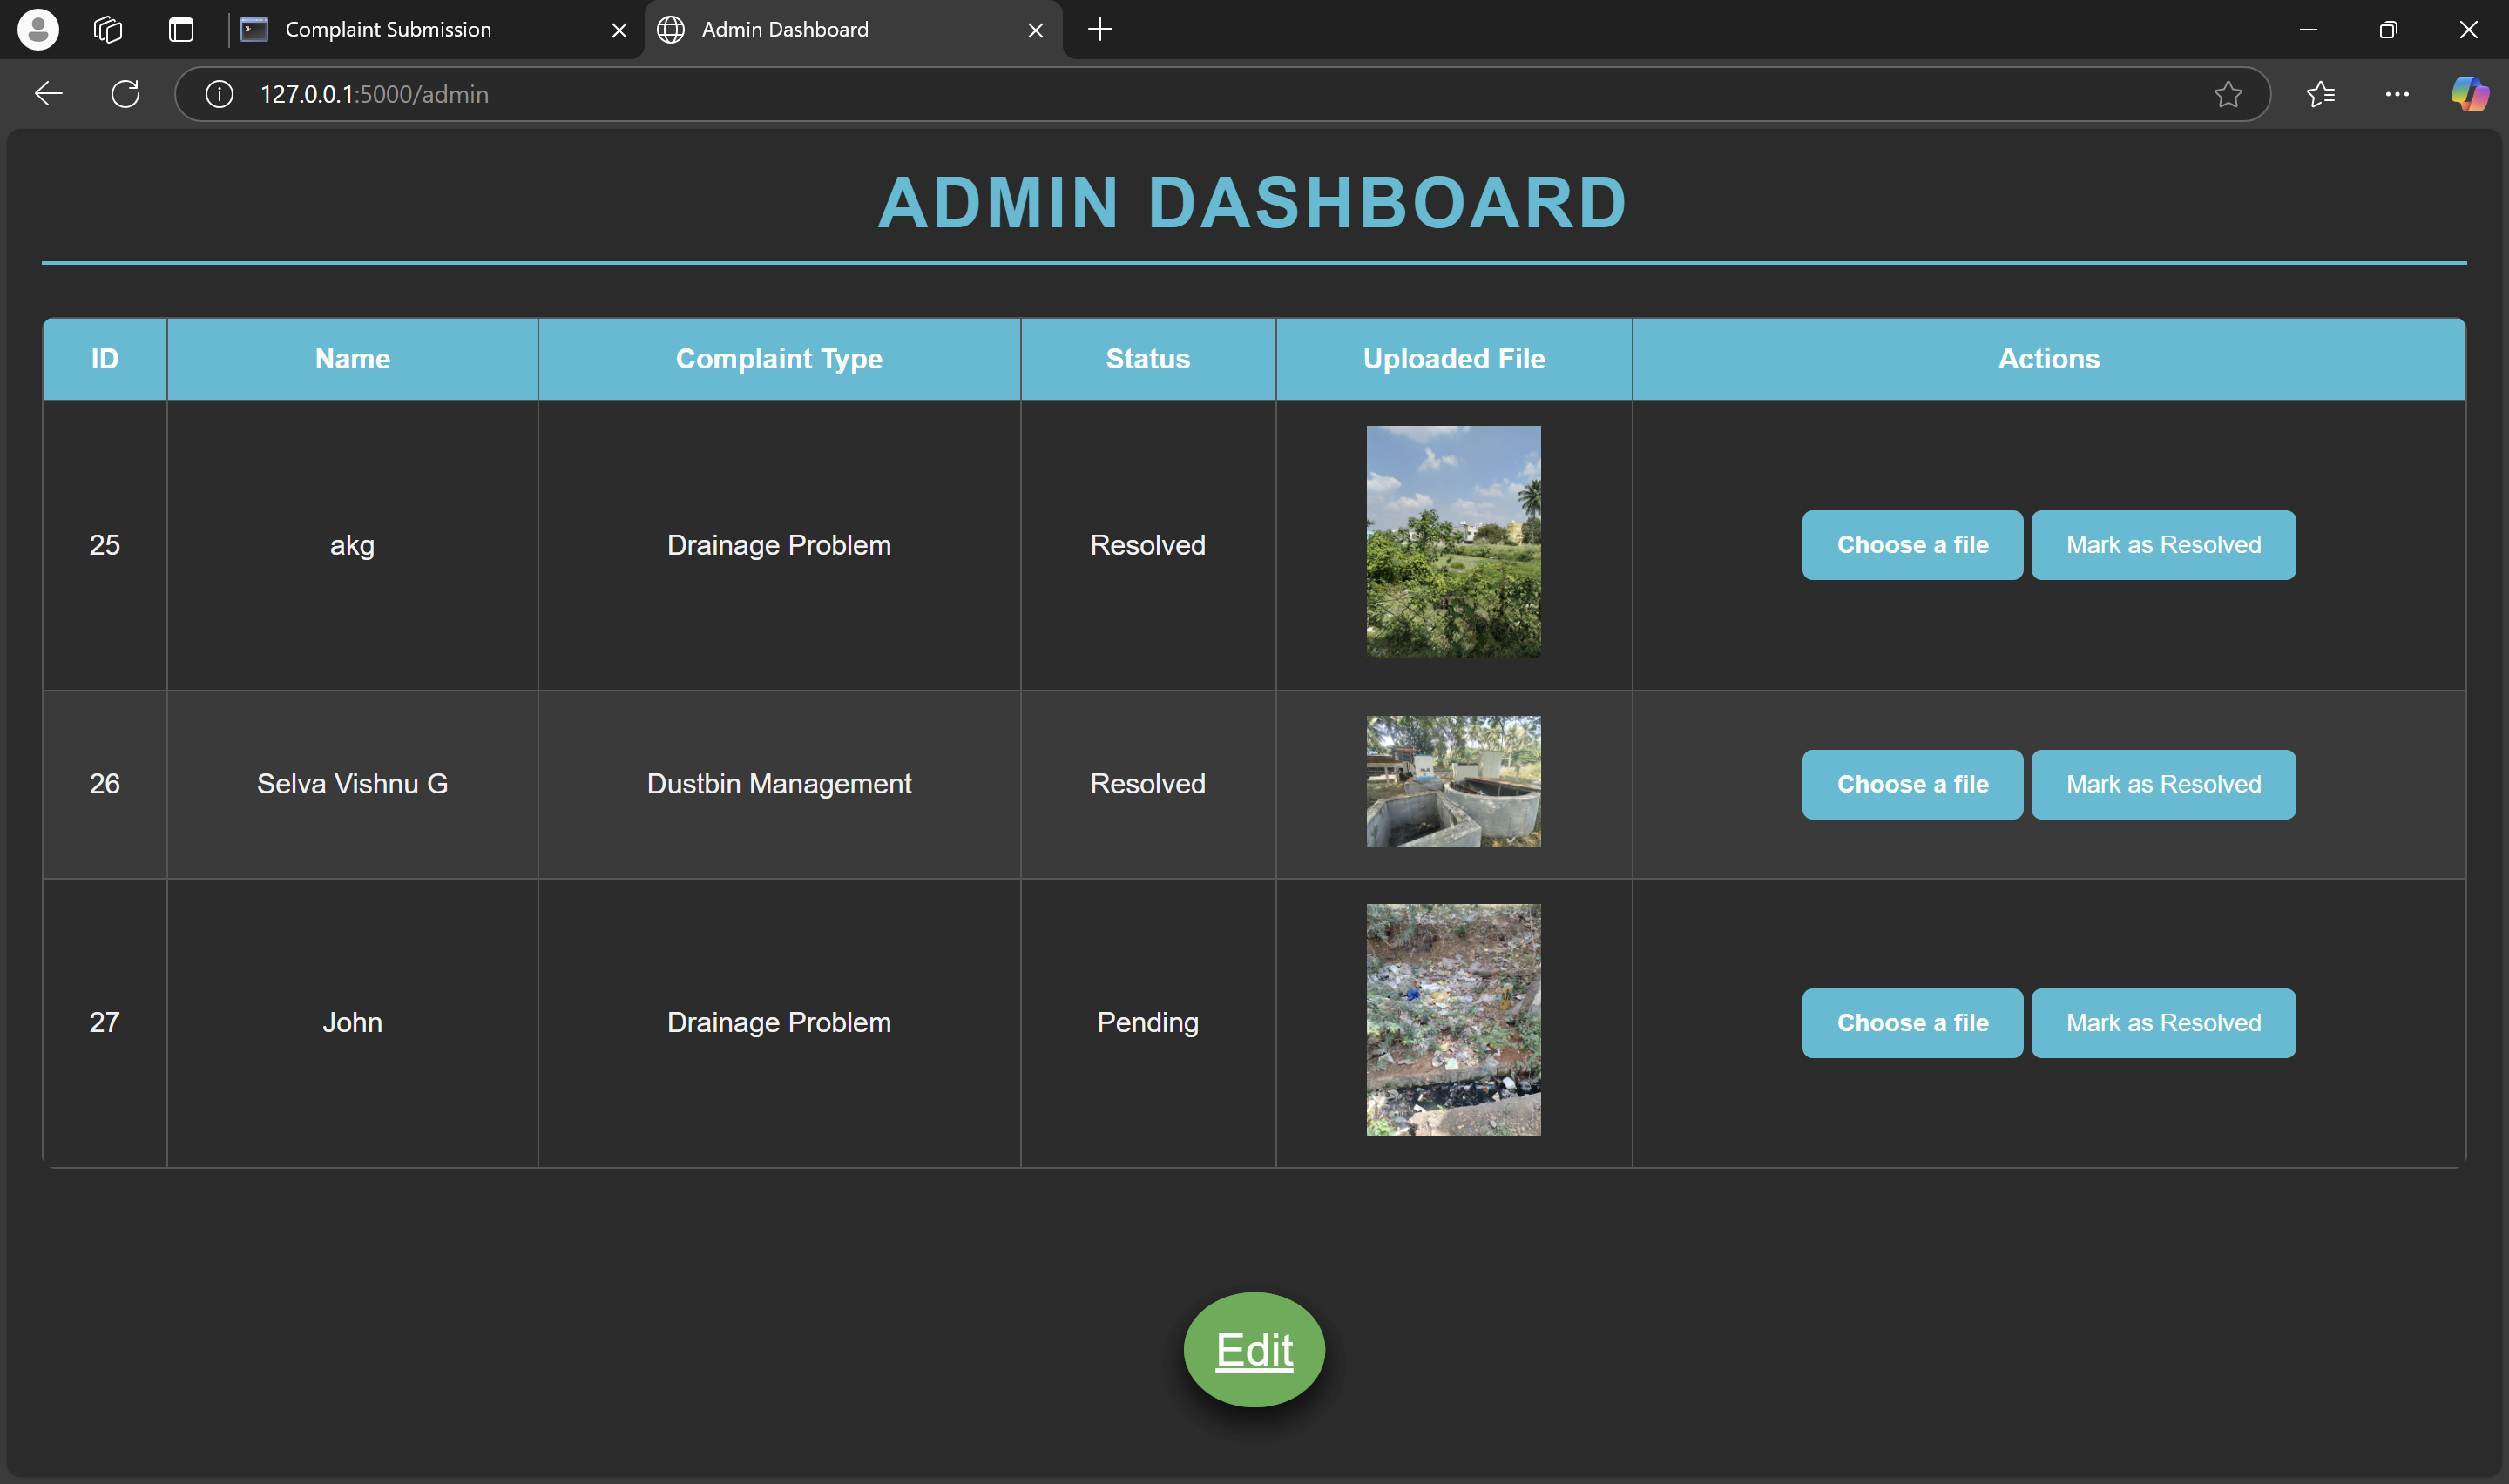 Complaint Submission
Admin Dashboard
127.0.0.1:5000/admin
ADMIN DASHBOARD
ID Name Complaint Type Status Uploaded File Actions
25 akg Drainage Problem Resolved Choose a file Mark as Resolved
26 Selva Vishnu G Dustbin Management Resolved Choose a file Mark as Resolved
27 John Drainage Problem Pending Choose a file Mark as Resolved
Edit